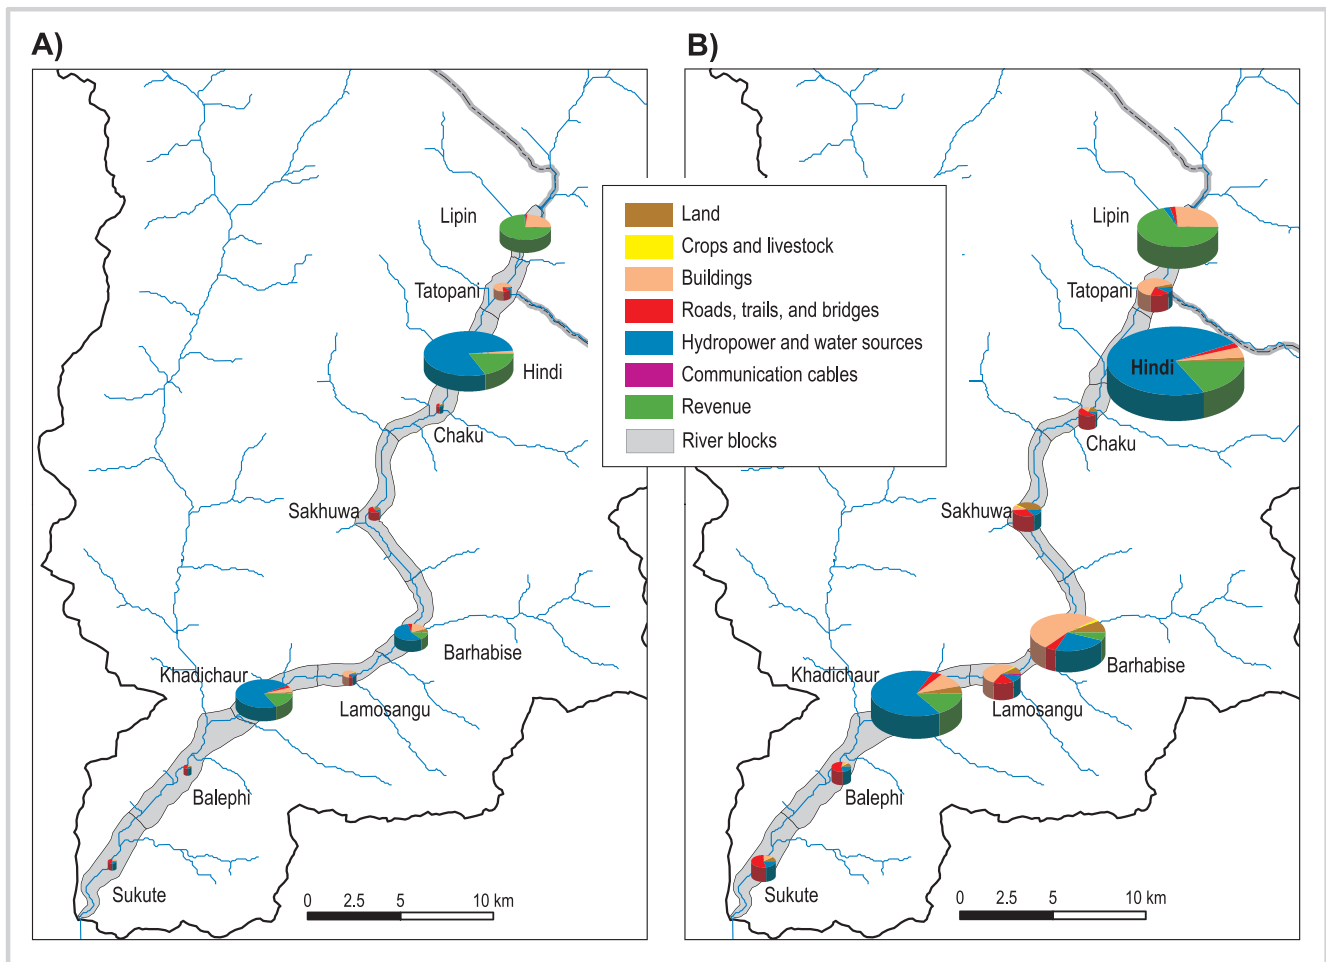 A)
B)
Lipin
Tatopani
Hindi
Chaku
Sakhuwa
Barhabise
Khadichaur
Lamosangu
Balephi
Sukute
0 2.5 5 10 km
Land
Crops and livestock
Buildings
Roads, trails, and bridges
Hydropower and water sources
Communication cables
Revenue
River blocks
Lipin
Tatopani
Hindi
Chaku
Sakhuwa
Barhabise
Khadichaur
Lamosangu
Balephi
Sukute
0 2.5 5 10 km